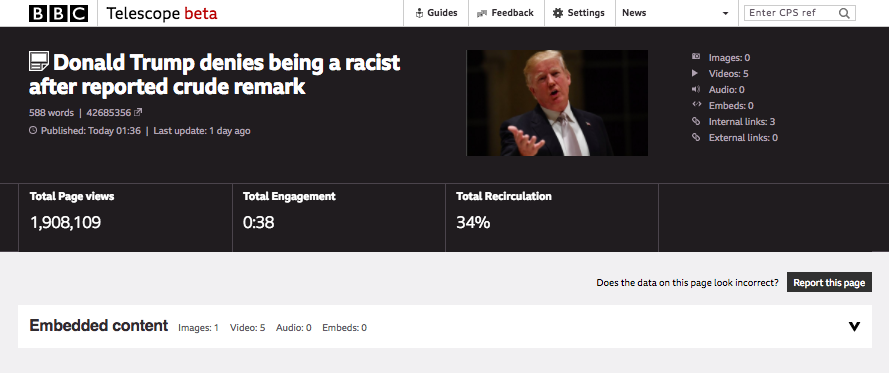 BBC Telescope beta Guides Feedback Settings News Enter CPS ref
Donald Trump denies being a racist
after reported crude remark
588 words | 42685356
Published: Today 01:36 | Last update: 1 day ago
Images: 0
Videos: 5
Audio: 0
Embeds: 0
Internal links: 3
External links: 0
Total Page views Total Engagement Total Recirculation
1,908,109 0:38 34%
Does the data on this page look incorrect? Report this page
Embedded content Images: 1 Video: 5 Audio: 0 Embeds: 0